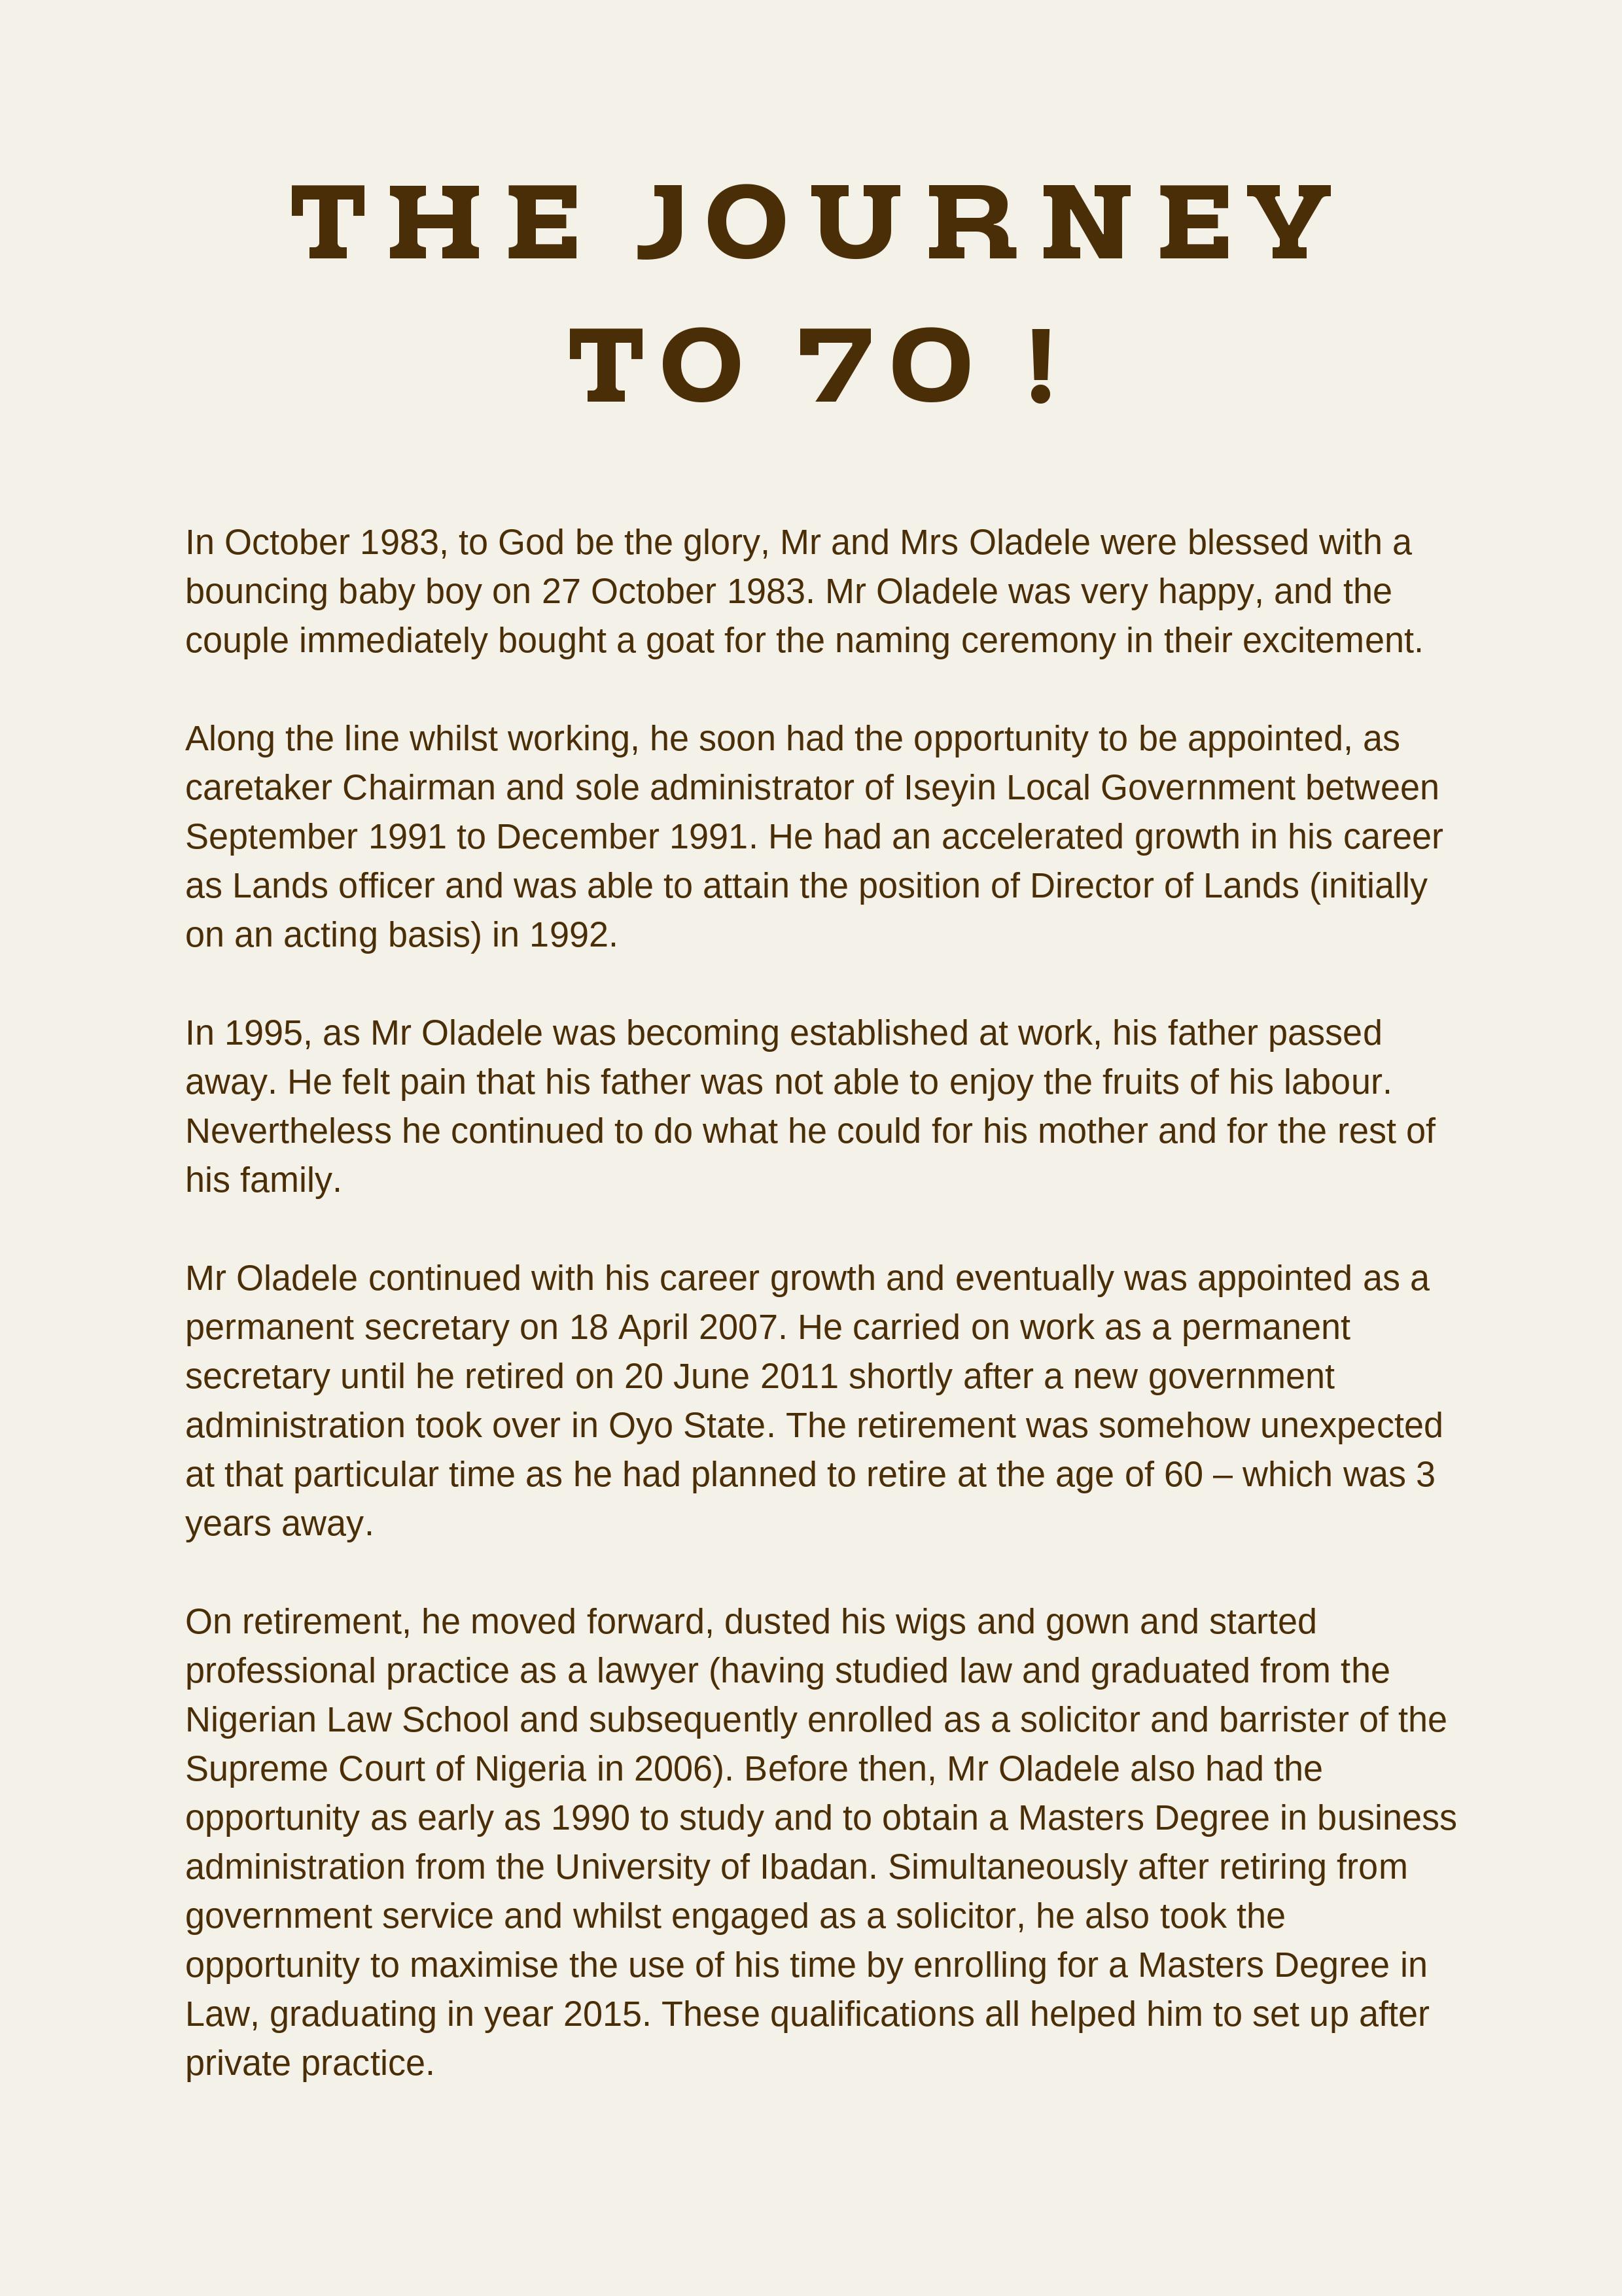 THE JOURNEY
TO 70 !
In October 1983, to God be the glory, Mr and Mrs Oladele were blessed with a
bouncing baby boy on 27 October 1983. Mr Oladele was very happy, and the
couple immediately bought a goat for the naming ceremony in their excitement.
Along the line whilst working, he soon had the opportunity to be appointed, as
caretaker Chairman and sole administrator of Iseyin Local Government between
September 1991 to December 1991. He had an accelerated growth in his career
as Lands officer and was able to attain the position of Director of Lands (initially
on an acting basis) in 1992.
In 1995, as Mr Oladele was becoming established at work, his father passed
away. He felt pain that his father was not able to enjoy the fruits of his labour.
Nevertheless he continued to do what he could for his mother and for the rest of
his family.
Mr Oladele continued with his career growth and eventually was appointed as a
permanent secretary on 18 April 2007. He carried on work as a permanent
secretary until he retired on 20 June 2011 shortly after a new government
administration took over in Oyo State. The retirement was somehow unexpected
at that particular time as he had planned to retire at the age of 60 – which was 3
years away.
On retirement, he moved forward, dusted his wigs and gown and started
professional practice as a lawyer (having studied law and graduated from the
Nigerian Law School and subsequently enrolled as a solicitor and barrister of the
Supreme Court of Nigeria in 2006). Before then, Mr Oladele also had the
opportunity as early as 1990 to study and to obtain a Masters Degree in business
administration from the University of Ibadan. Simultaneously after retiring from
government service and whilst engaged as a solicitor, he also took the
opportunity to maximise the use of his time by enrolling for a Masters Degree in
Law, graduating in year 2015. These qualifications all helped him to set up after
private practice.